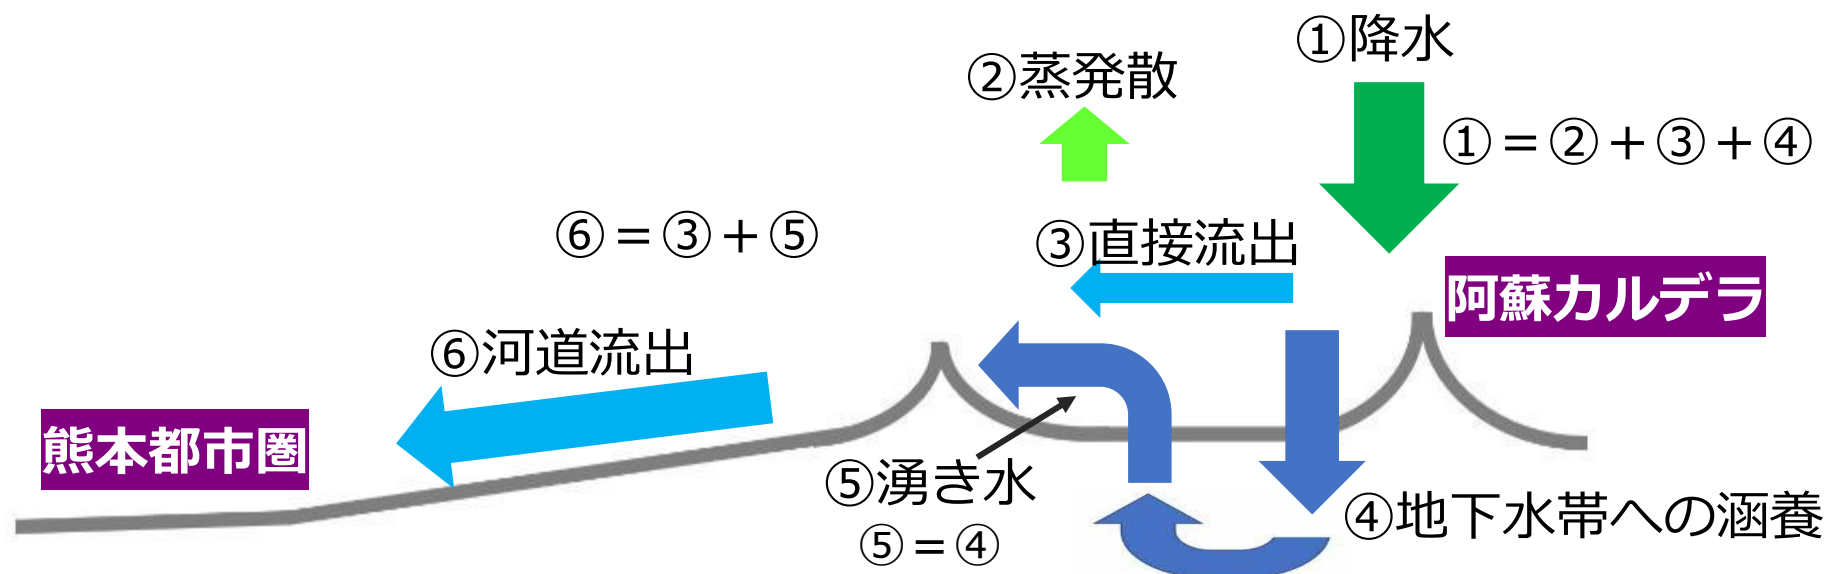 ①降水
②蒸発散
①＝②＋③＋④
⑥＝③＋⑤
③直接流出
阿蘇カルデラ
⑥河道流出
熊本都市圏
⑤湧き水
④地下水帯への涵養
⑤＝④